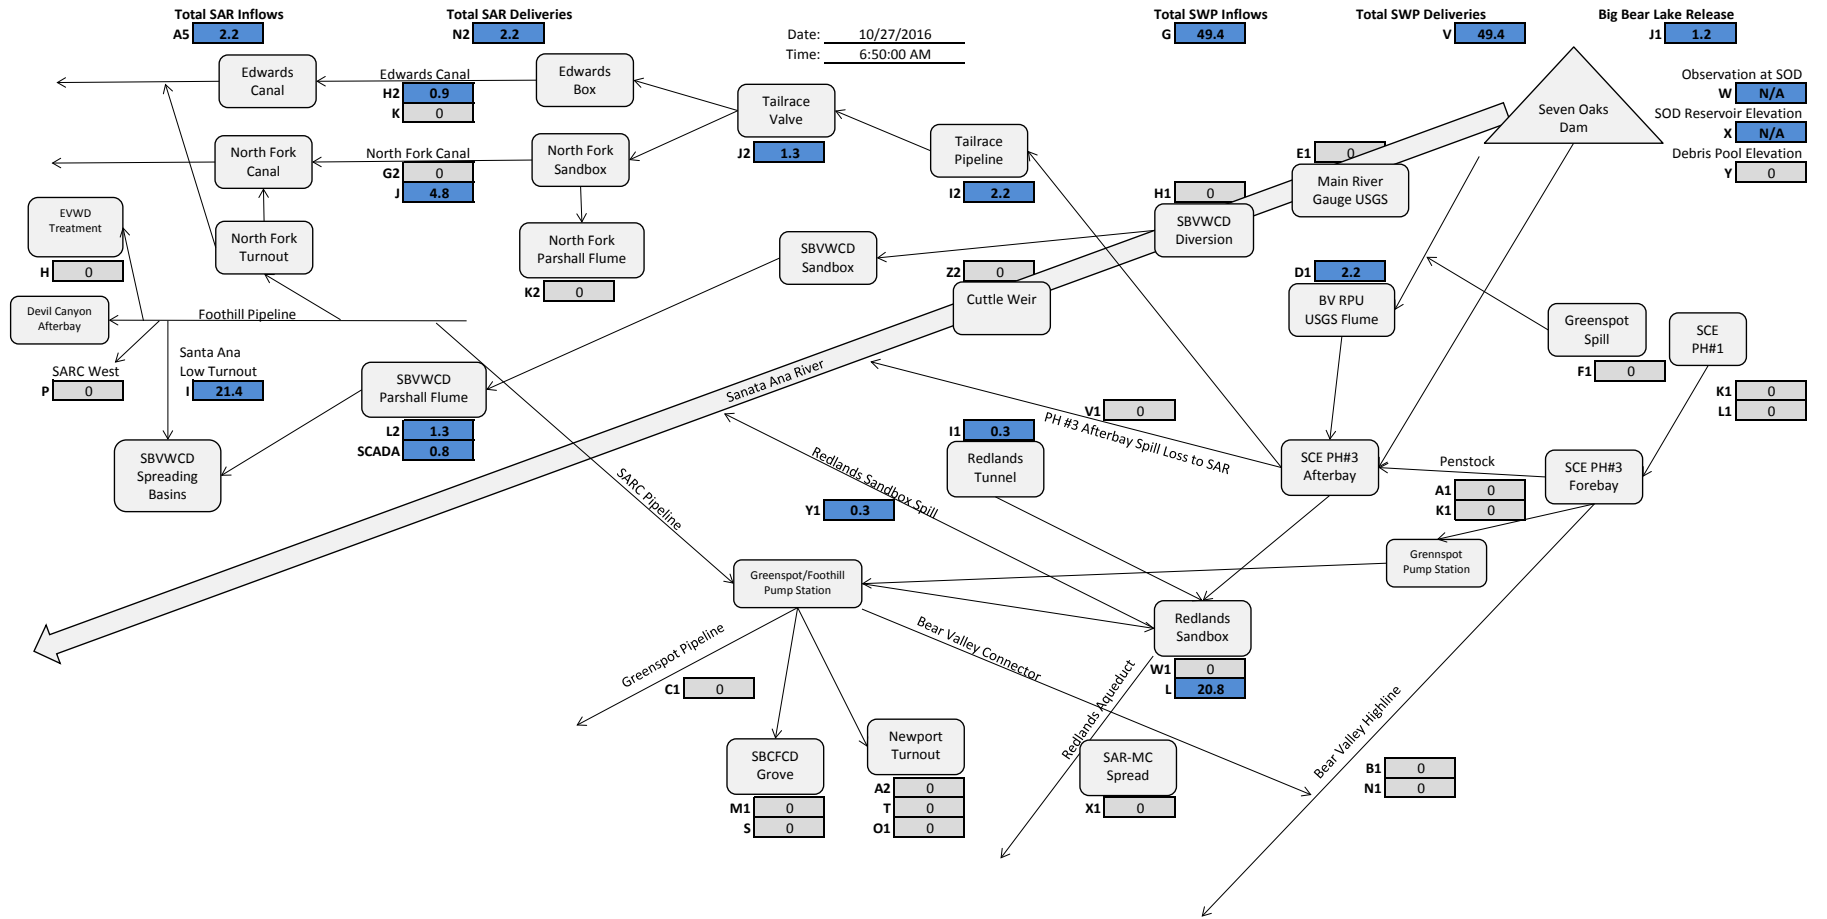 Total SAR Inflows
A5 2.2
Total SAR Deliveries
N2 2.2
Date: 10/27/2016
Time: 6:50:00 AM
Total SWP Inflows
G 49.4
Total SWP Deliveries
V 49.4
Big Bear Lake Release
J1 1.2
Edwards
Canal
Edwards Canal
H2 0.9
K 0
Edwards
Box
Tailrace
Valve
J2 1.3
Tailrace
Pipeline
I2 2.2
Seven Oaks
Dam
Observation at SOD
W N/A
SOD Reservoir Elevation
X N/A
Debris Pool Elevation
Y 0
North Fork
Canal
North Fork Canal
G2 0
J 4.8
North Fork
Sandbox
E1 0
Main River
Gauge USGS
H1 0
SBVWCD
Diversion
EVWD
Treatment
H 0
North Fork
Turnout
North Fork
Parshall Flume
K2 0
SBVWCD
Sandbox
Z2 0
Cuttle Weir
D1 2.2
BV RPU
USGS Flume
Greenspot
Spill
F1 0
SCE
PH#1
K1 0
L1 0
Devil Canyon
Afterbay
Foothill Pipeline
SARC West
P 0
Santa Ana
Low Turnout
I 21.4
SBVWCD
Parshall Flume
L2 1.3
SCADA 0.8
Sanata Ana River
V1 0
PH #3 Afterbay Spill Loss to SAR
I1 0.3
Redlands
Tunnel
SCE PH#3
Afterbay
Penstock
A1 0
K1 0
SCE PH#3
Forebay
SBVWCD
Spreading
Basins
SARC Pipeline
Redlands Sandbox Spill
Y1 0.3
Grennspot
Pump Station
Greenspot/Foothill
Pump Station
Redlands
Sandbox
W1 0
L 20.8
Greenspot Pipeline
C1 0
Bear Valley Connector
Redlands Aqueduct
Bear Valley Highline
SBCFCD
Grove
M1 0
S 0
Newport
Turnout
A2 0
T 0
O1 0
SAR-MC
Spread
X1 0
B1 0
N1 0